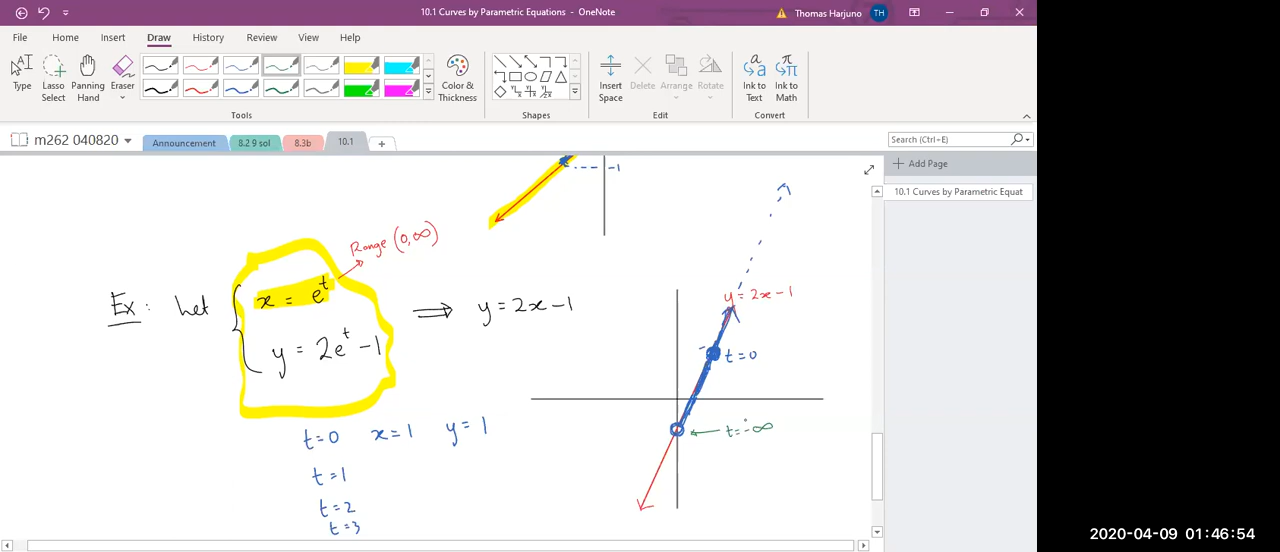 10.1 Curves by Parametric Equations - OneNote
Thomas Harjuno TH
File Home Insert Draw History Review View Help
Type Lasso Select Panning Hand Eraser
Color & Thickness
Insert Space Delete Arrange Rotate
Ink to Text Ink to Math
Tools Shapes Edit Convert
m262 040820 Announcement 8.2 9 sol 8.3b 10.1
Search (Ctrl+E)
Add Page
10.1 Curves by Parametric Equat
-1
Range (0,∞)
Ex: Let { x = e^t
y = 2e^t - 1
⟹ y = 2x - 1
y = 2x - 1
t = 0
t = -∞
t = 0 x = 1 y = 1
t = 1
t = 2
t = 3
2020-04-09 01:46:54